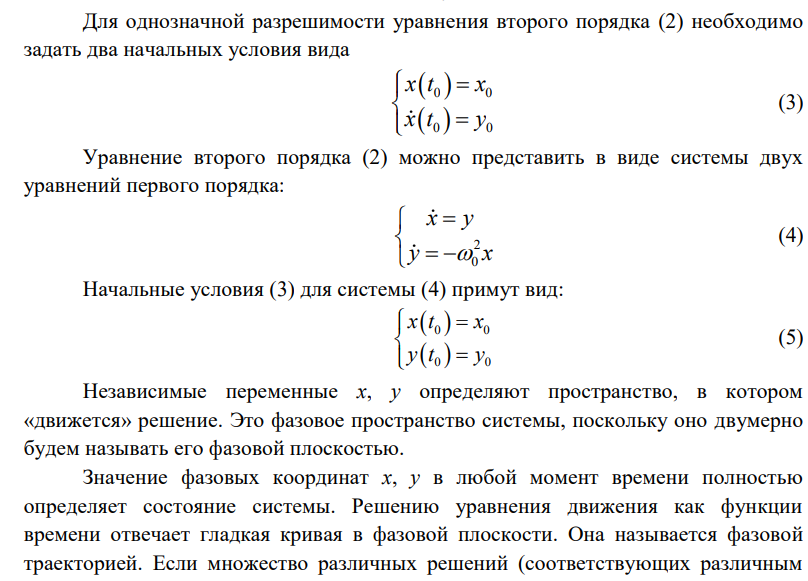 Для однозначной разрешимости уравнения второго порядка (2) необходимо
задать два начальных условия вида
{ x(t₀) = x₀
ẋ(t₀) = y₀ (3)
Уравнение второго порядка (2) можно представить в виде системы двух
уравнений первого порядка:
{ ẋ = y
ẏ = −ω₀²x (4)
Начальные условия (3) для системы (4) примут вид:
{ x(t₀) = x₀
y(t₀) = y₀ (5)
Независимые переменные x, y определяют пространство, в котором
«движется» решение. Это фазовое пространство системы, поскольку оно двумерно
будем называть его фазовой плоскостью.
Значение фазовых координат x, y в любой момент времени полностью
определяет состояние системы. Решению уравнения движения как функции
времени отвечает гладкая кривая в фазовой плоскости. Она называется фазовой
траекторией. Если множество различных решений (соответствующих различным